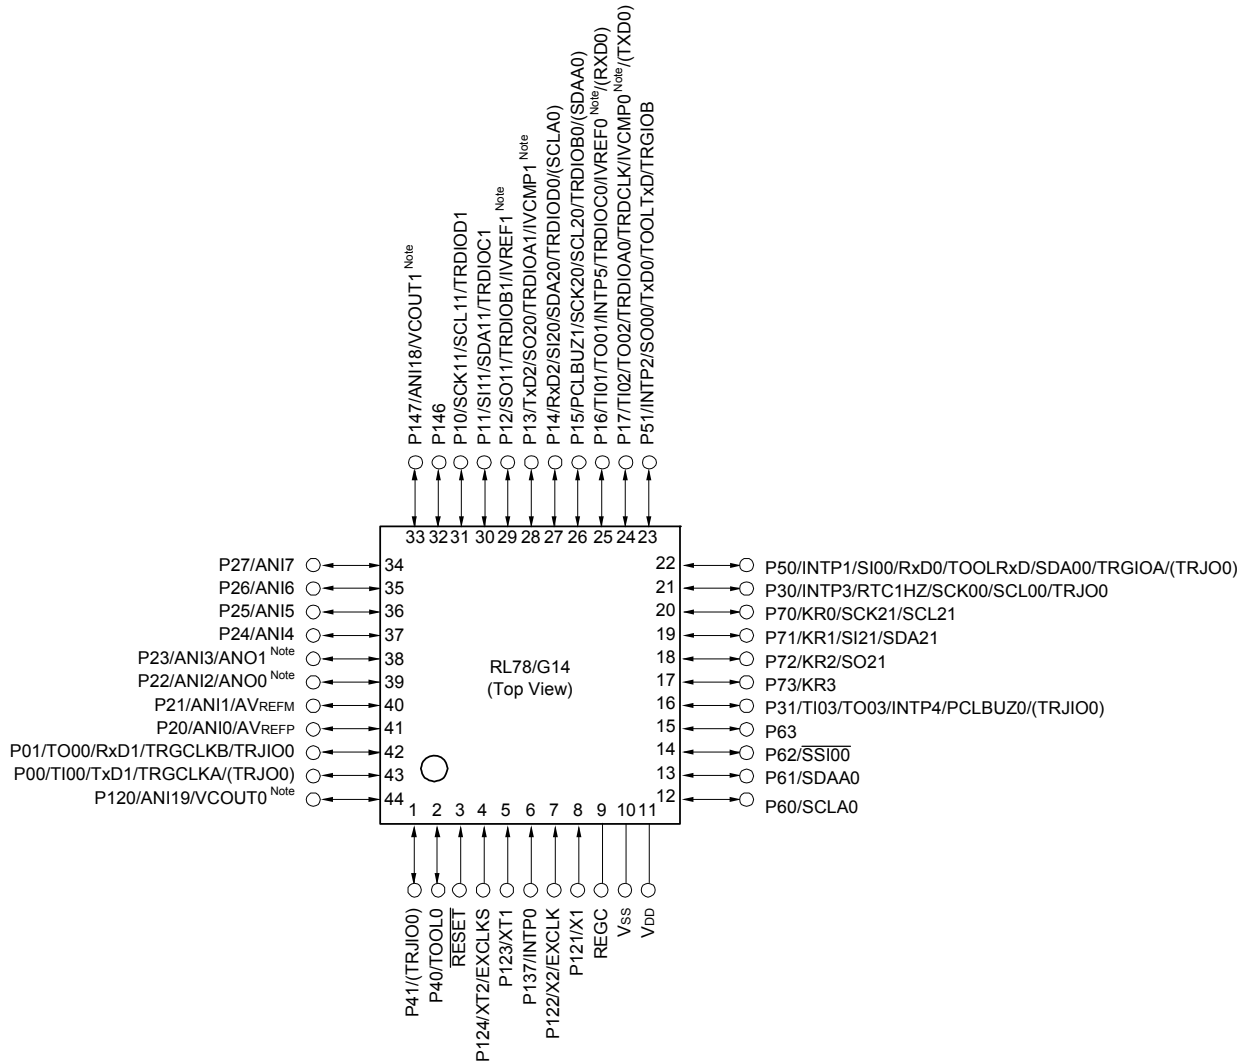 P147/ANI18/VCOUT1 Note
P146
P10/SCK11/SCL11/TRDIOD1
P11/SI11/SDA11/TRDIOC1
P12/SO11/TRDIOB1/IVREF1 Note
P13/TxD2/SO20/TRDIOA1/IVCMP1 Note
P14/RxD2/SI20/SDA20/TRDIOD0/(SCLA0)
P15/PCLBUZ1/SCK20/SCL20/TRDIOB0/(SDAA0)
P16/TI01/TO01/INTP5/TRDIOC0/IVREF0 Note/(RXD0)
P17/TI02/TO02/TRDIOA0/TRDCLK/IVCMP0 Note/(TXD0)
P51/INTP2/SO00/TxD0/TOOLTxD/TRGIOB
33 32 31 30 29 28 27 26 25 24 23
P27/ANI7 34
P26/ANI6 35
P25/ANI5 36
P24/ANI4 37
P23/ANI3/ANO1 Note 38
P22/ANI2/ANO0 Note 39
P21/ANI1/AVREFM 40
P20/ANI0/AVREFP 41
P01/TO00/RxD1/TRGCLKB/TRJIO0 42
P00/TI00/TxD1/TRGCLKA/(TRJO0) 43
P120/ANI19/VCOUT0 Note 44
RL78/G14
(Top View)
22 P50/INTP1/SI00/RxD0/TOOLRxD/SDA00/TRGIOA/(TRJO0)
21 P30/INTP3/RTC1HZ/SCK00/SCL00/TRJO0
20 P70/KR0/SCK21/SCL21
19 P71/KR1/SI21/SDA21
18 P72/KR2/SO21
17 P73/KR3
16 P31/TI03/TO03/INTP4/PCLBUZ0/(TRJIO0)
15 P63
14 P62/SSI00
13 P61/SDAA0
12 P60/SCLA0
1 2 3 4 5 6 7 8 9 10 11
P41/(TRJIO0)
P40/TOOL0
RESET
P124/XT2/EXCLKS
P123/XT1
P137/INTP0
P122/X2/EXCLK
P121/X1
REGC
VSS
VDD